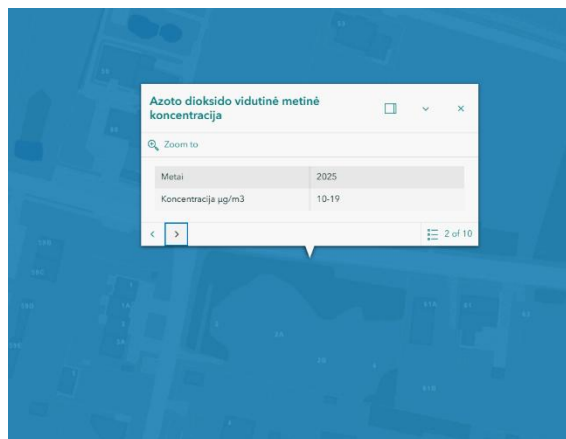 Azoto dioksido vidutinė metinė
koncentracija
Zoom to
Metai 2025
Koncentracija µg/m3 10-19
2 of 10